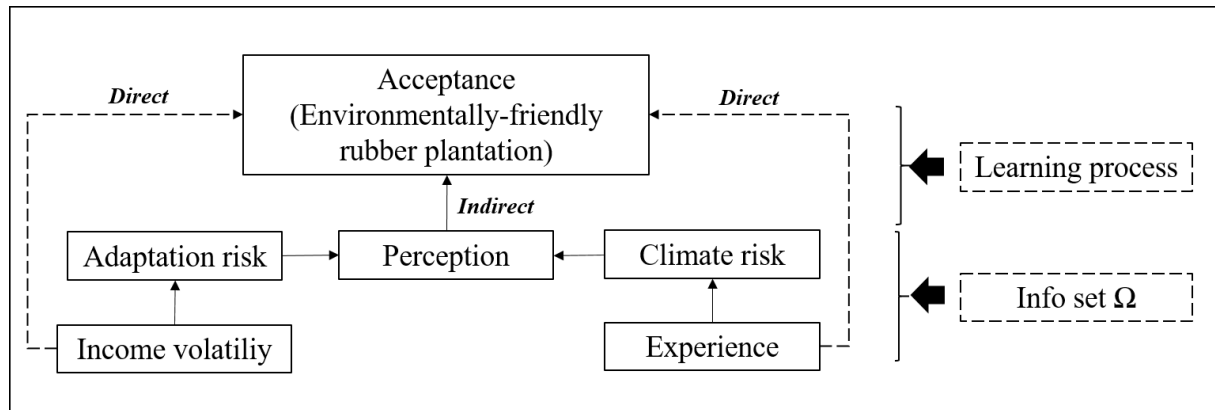 Acceptance
(Environmentally-friendly
rubber plantation)
Direct
Direct
Learning process
Indirect
Adaptation risk
Perception
Climate risk
Info set Ω
Income volatiliy
Experience